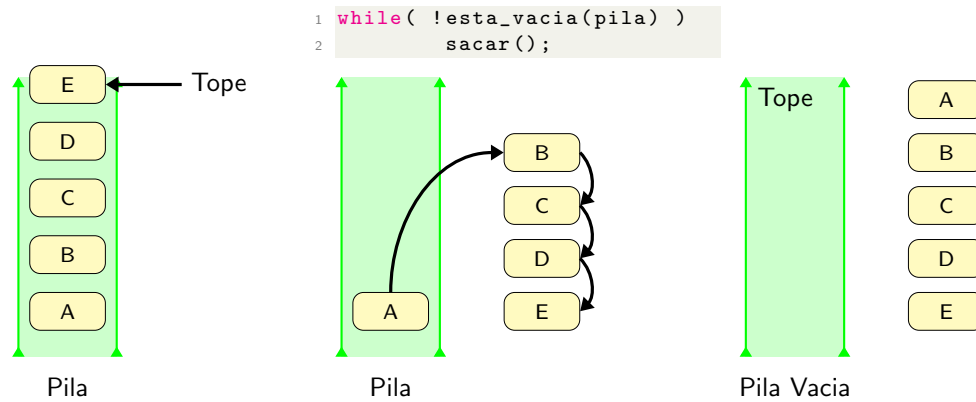 1 while( !esta_vacia(pila) )
2 sacar();
E
Tope
D
C
B
A
Pila
B
C
D
A
E
Pila
Tope
A
B
C
D
E
Pila Vacia